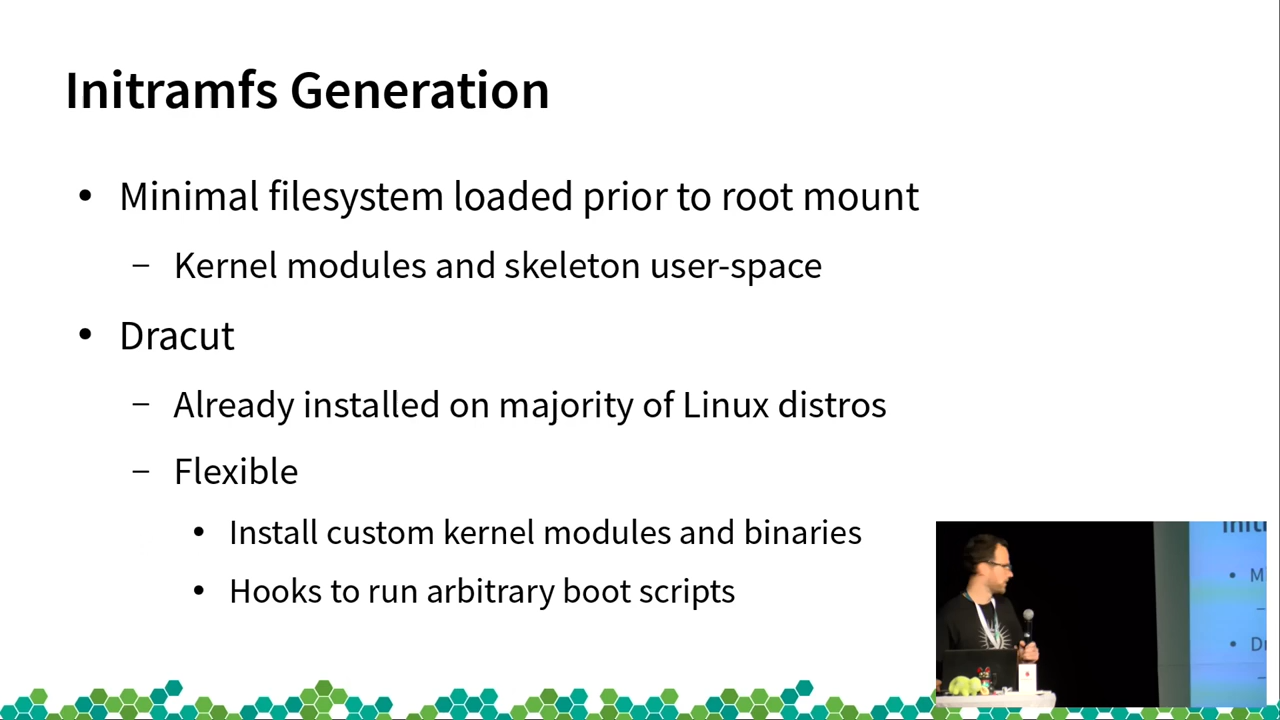 Initramfs Generation
• Minimal filesystem loaded prior to root mount
– Kernel modules and skeleton user-space
• Dracut
– Already installed on majority of Linux distros
– Flexible
• Install custom kernel modules and binaries
• Hooks to run arbitrary boot scripts